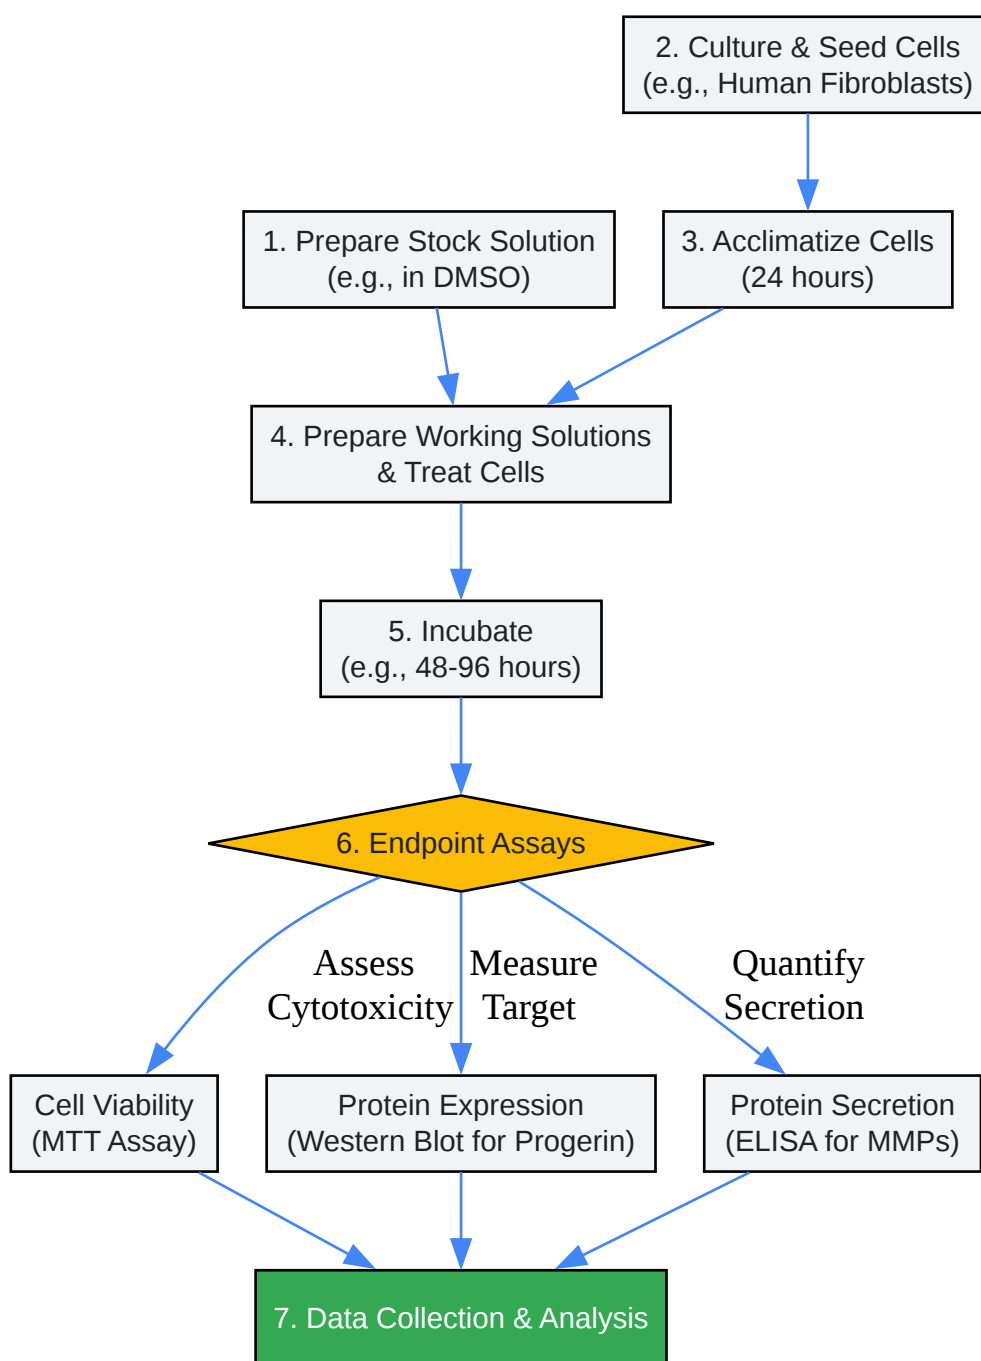 2. Culture & Seed Cells
(e.g., Human Fibroblasts)
1. Prepare Stock Solution
(e.g., in DMSO)
3. Acclimatize Cells
(24 hours)
4. Prepare Working Solutions
& Treat Cells
5. Incubate
(e.g., 48-96 hours)
6. Endpoint Assays
Assess
Cytotoxicity
Measure
Target
Quantify
Secretion
Cell Viability
(MTT Assay)
Protein Expression
(Western Blot for Progerin)
Protein Secretion
(ELISA for MMPs)
7. Data Collection & Analysis